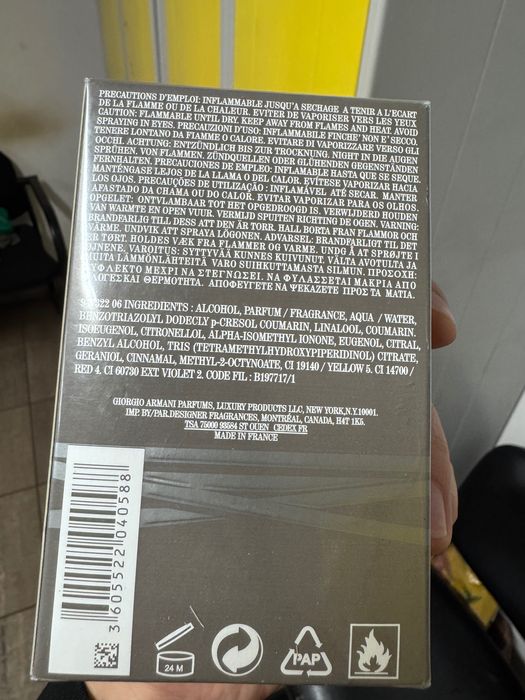 PRECAUTIONS D'EMPLOI: INFLAMMABLE JUSQU'A SECHAGE A TENIR A L'ECART
DE LA FLAMME OU DE LA CHALEUR. EVITER DE VAPORISER VERS LES YEUX
CAUTION: FLAMMABLE UNTIL DRY. KEEP AWAY FROM FLAMES AND HEAT. AVOID
SPRAYING IN EYES. PRECAUZIONI D'USO: INFIAMMABILE FINCHE' NON E' SECCO.
TENERE LONTANO DA FIAMME O CALORE. EVITARE DI VAPORIZZARE VERSO GLI
OCCHI. ACHTUNG: ENTZÜNDLICH BIS ZUR TROCKNUNG. NIGHT IN DIE AUGEN
SPRÜHEN. VON FLAMMEN, ZÜNDQUELLEN ODER GLÜHENDEN GEGENSTÄNDEN
FERNHALTEN. PRECAUCIONES DE EMPLEO: INFLAMABLE HASTA QUE SE SEQUE.
MANTÉNGASE LEJOS DE LA LLAMA O DEL CALOR. EVÍTESE VAPORIZAR HACIA
LOS OJOS. PRECAUÇÕES DE UTILIZAÇÃO : INFLAMÁVEL ATÉ SECAR. MANTER
AFASTADO DA CHAMA OU DO CALOR. EVITAR VAPORIZAR PARA OS OLHOS.
OPGELET: ONTVLAMBAAR TOT HET OPGEDROOGD IS. VERWIJDERD HOUDEN
VAN WARMTE EN OPEN VUUR. VERMIJD SPUITEN RICHTING DE OGEN. VARNING:
BRANDFARLIGT TILL DESS ATT DEN ÄR TORR. HÅLL BORTA FRÅN FLAMMOR OCH
VÄRME. UNDVIK ATT SPRAYA I ÖGONEN. ADVARSEL: BRANDFARLIGT TIL DET
ER TØRT. HOLDES VÆK FRA FLAMMER OG VARME. UNDGÅ AT SPRØJTE I
ØJNENE. VAROITUS: SYTTYVÄÄ KUNNES KUIVUNUT. VÄLTÄ AVOTULTA JA
MUITA LÄMMÖNLÄHTEITÄ VARO SUIHKUTTAMASTA SILMÄÄN. ΠΡΟΣΟΧΗ:
ΕΥΦΛΕΚΤΟ ΜΕΧΡΙ ΝΑ ΣΤΕΓΝΩΣΕΙ. ΝΑ ΦΥΛΑΣΣΕΤΑΙ ΜΑΚΡΙΑ ΑΠΟ
ΦΛΟΓΕΣ ΚΑΙ ΘΕΡΜΟΤΗΤΑ. ΑΠΟΦΕΥΓΕΤΕ ΝΑ ΨΕΚΑΖΕΤΕ ΠΡΟΣ ΤΑ ΜΑΤΙΑ.
06 INGREDIENTS : ALCOHOL, PARFUM / FRAGRANCE, AQUA / WATER,
BENZOTRIAZOLYL DODECLY p-CRESOL COUMARIN, LINALOOL, COUMARIN,
ISOEUGENOL, CITRONELLOL, ALPHA-ISOMETHYL IONONE, EUGENOL, CITRAL,
BENZYL ALCOHOL, TRIS (TETRAMETHYLHYDROXYPIPERIDINOL) CITRATE,
GERANIOL, CINNAMAL, METHYL-2-OCTYNOATE, CI 19140 / YELLOW 5. CI 14700 /
RED 4. CI 60730 EXT. VIOLET 2. CODE FIL : B197717/1
GIORGIO ARMANI PARFUMS, LUXURY PRODUCTS LLC, NEW YORK,N.Y.10001.
IMP. BY/PAR.DESIGNER FRAGRANCES, MONTRÉAL, CANADA, H4T 1K5.
TSA 75000 93584 ST OUEN CEDEX FR
MADE IN FRANCE
3 605522 040588
24 M
PAP